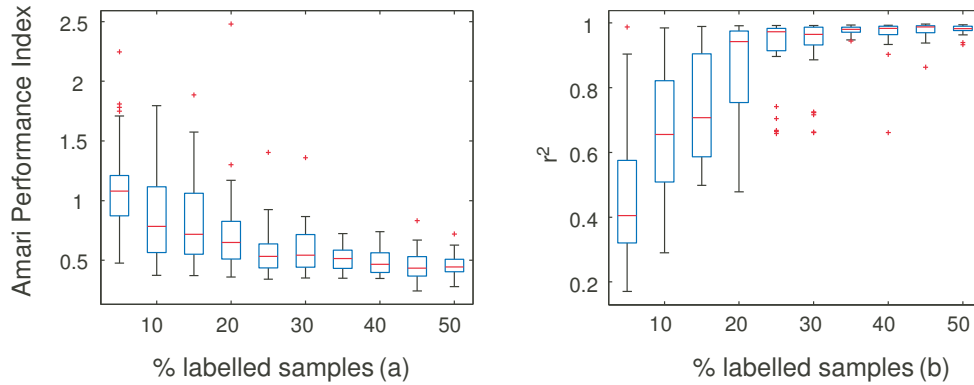 Amari Performance Index
2.5
2
1.5
1
0.5
10 20 30 40 50
% labelled samples (a)
r²
1
0.8
0.6
0.4
0.2
10 20 30 40 50
% labelled samples (b)